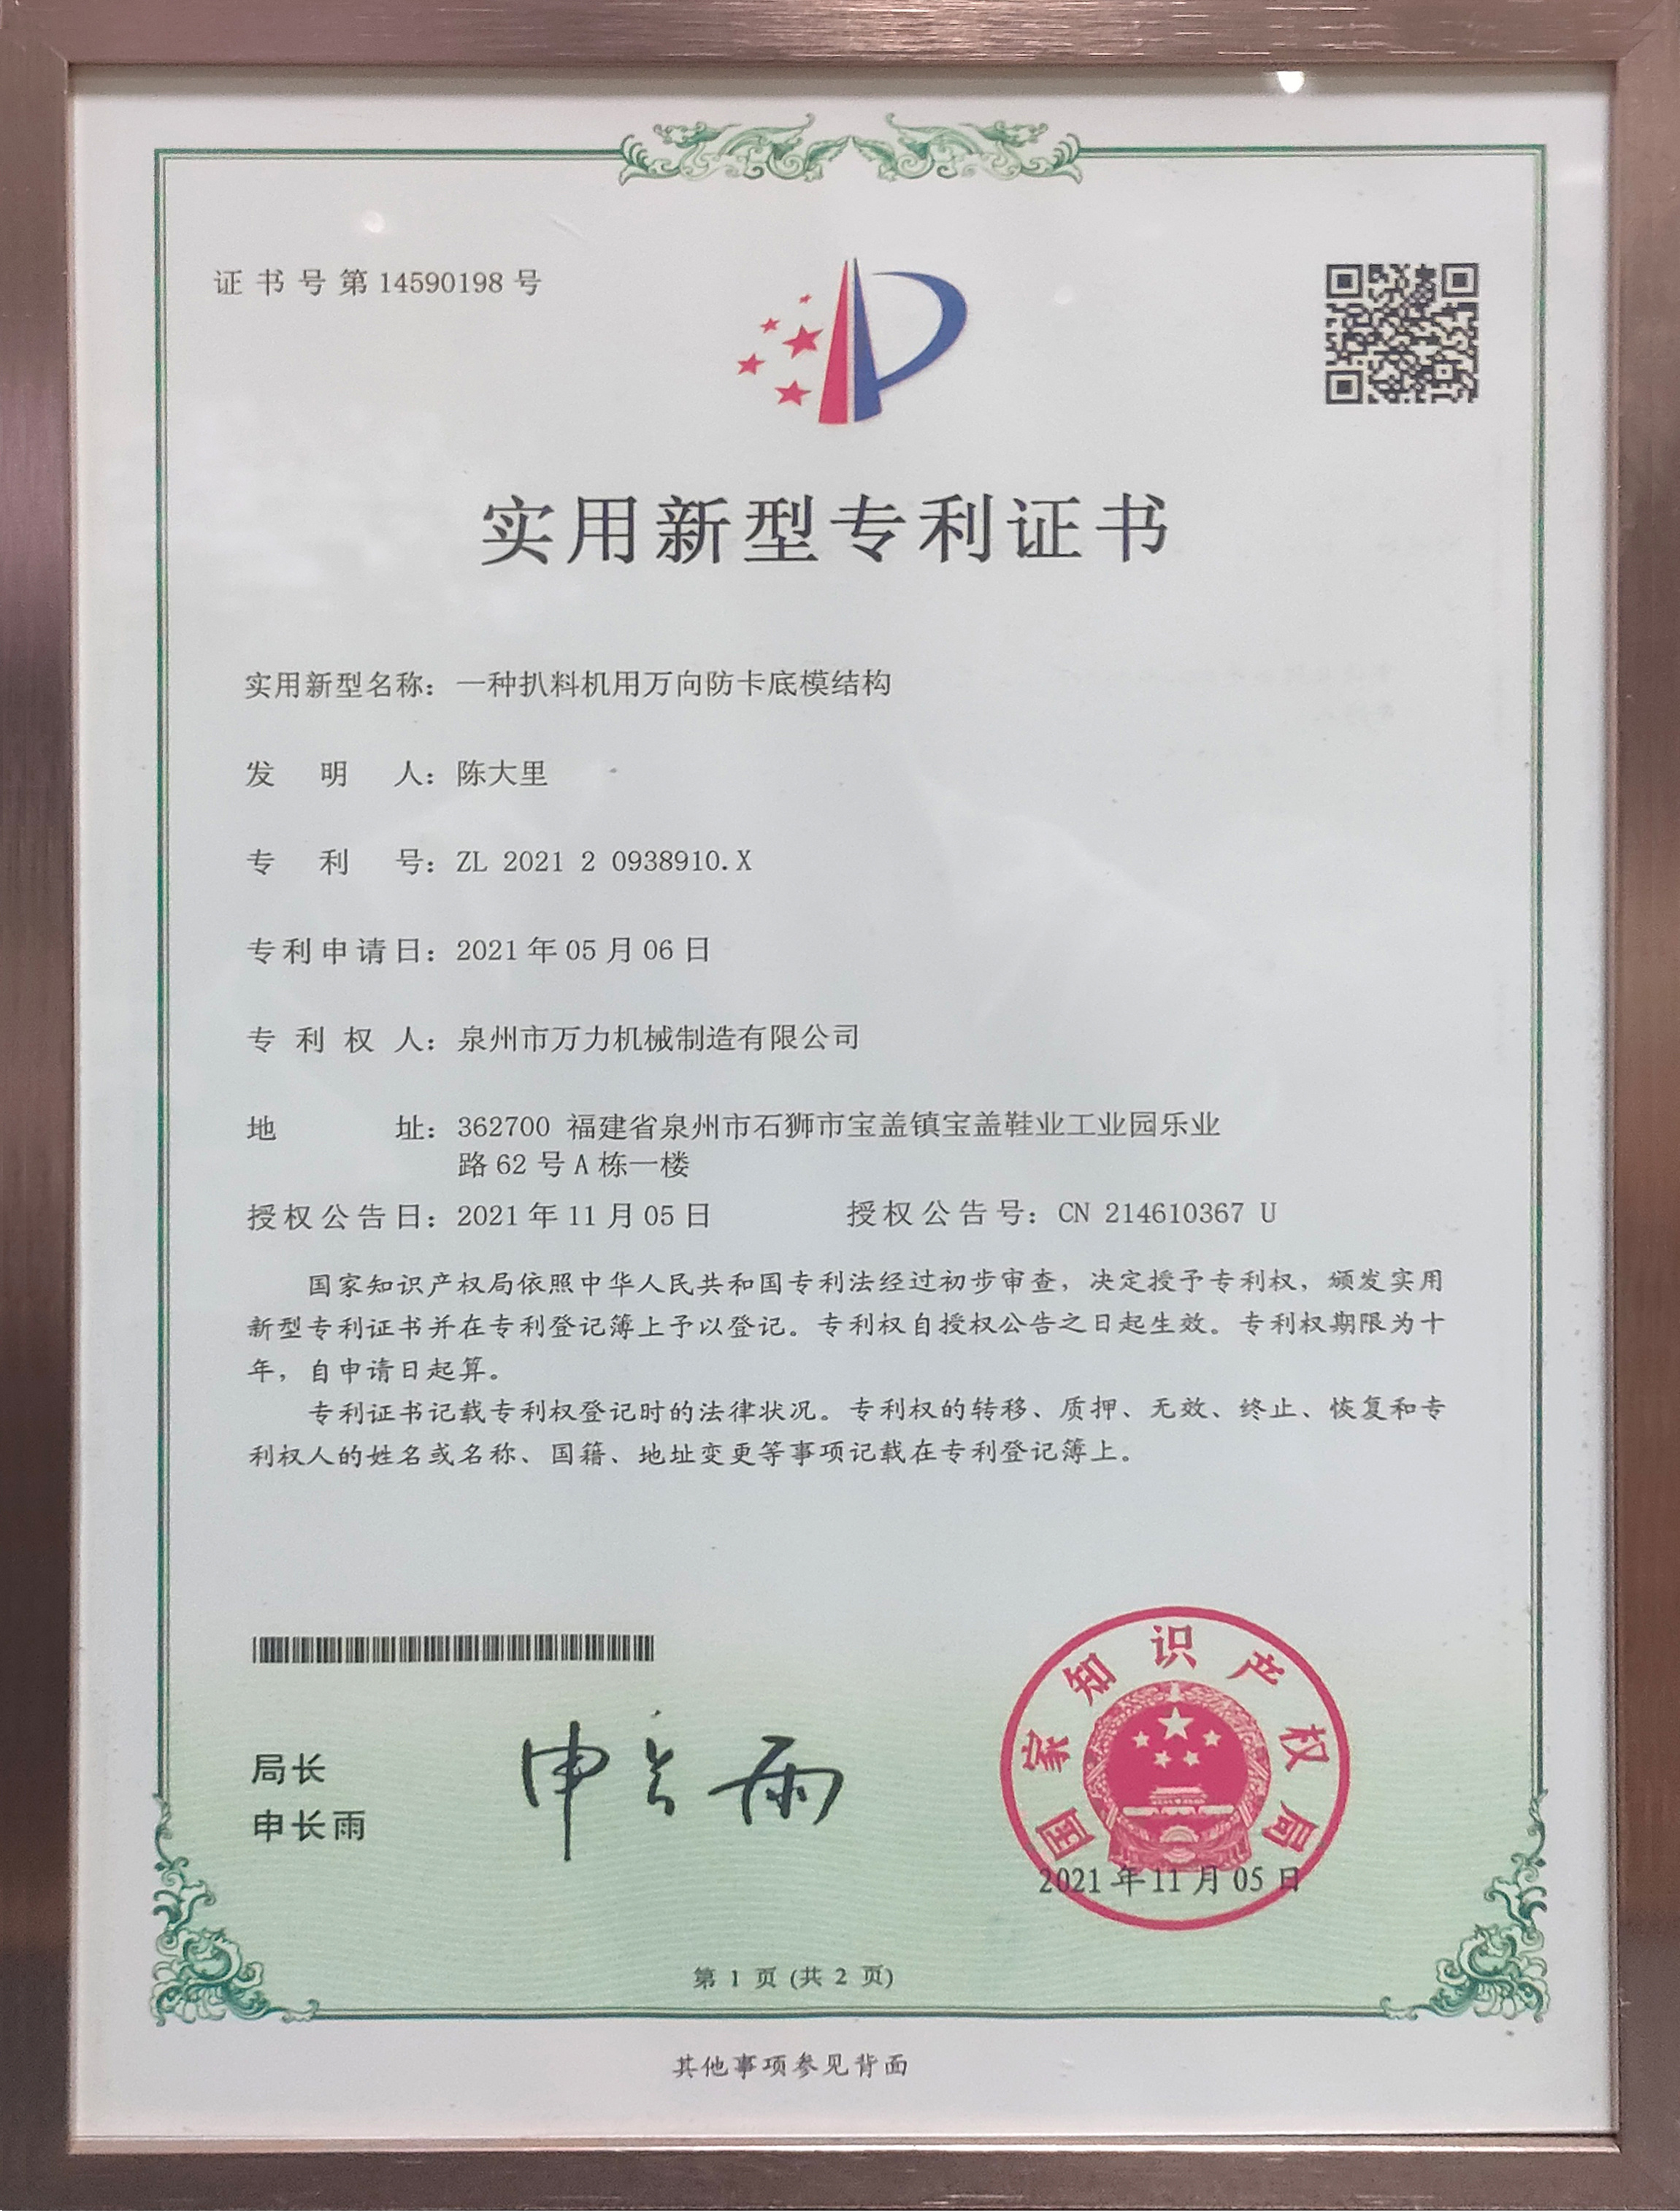 证书号第14590198号
实用新型专利证书
实用新型名称：一种扒料机用万向防卡底模结构
发明人：陈大里
专利号：ZL 2021 2 0938910.X
专利申请日：2021年05月06日
专利权人：泉州市万力机械制造有限公司
地址：362700 福建省泉州市石狮市宝盖镇宝盖鞋业工业园乐业
路62号A栋一楼
授权公告日：2021年11月05日 授权公告号：CN 214610367 U
国家知识产权局依照中华人民共和国专利法经过初步审查，决定授予专利权，颁发实用
新型专利证书并在专利登记簿上予以登记。专利权自授权公告之日起生效。专利权期限为十
年，自申请日起算。
专利证书记载专利权登记时的法律状况。专利权的转移、质押、无效、终止、恢复和专
利权人的姓名或名称、国籍、地址变更等事项记载在专利登记簿上。
局长
申长雨
申长雨
国家知识产权局
2021年11月05日
第 1 页 (共 2 页)
其他事项参见背面